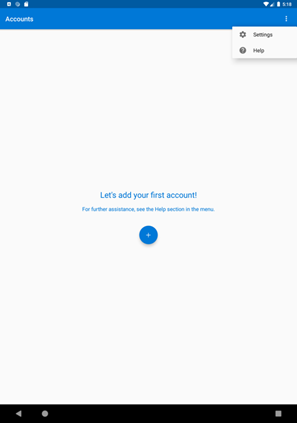 5:18
Accounts
Settings
Help
Let's add your first account!
For further assistance, see the Help section in the menu.